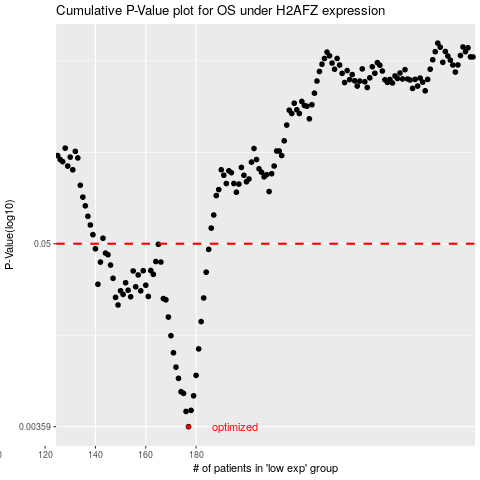 Cumulative P-Value plot for OS under H2AFZ expression
P-Value(log10)
0.05
0.00359
optimized
0 120 140 160 180
# of patients in 'low exp' group